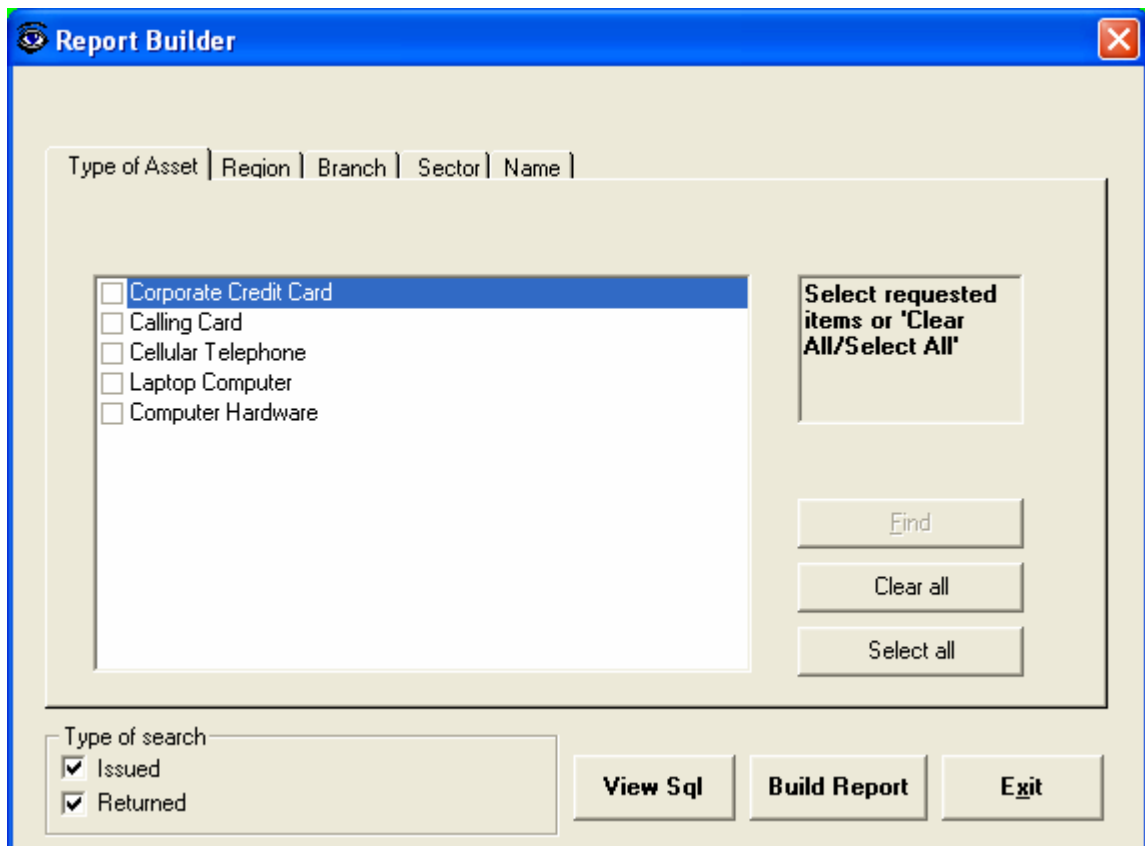 Report Builder
Type of Asset Region Branch Sector Name
Corporate Credit Card
Calling Card
Cellular Telephone
Laptop Computer
Computer Hardware
Select requested
items or 'Clear
All/Select All'
Find
Clear all
Select all
Type of search
Issued
Returned
View Sql Build Report Exit